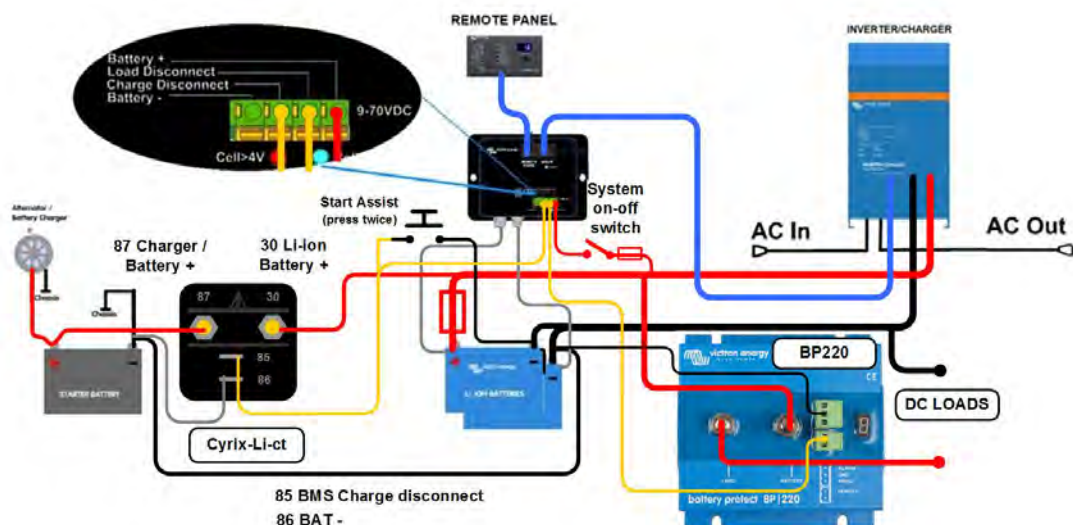 REMOTE PANEL
INVERTER/CHARGER
Battery +
Load Disconnect
Charge Disconnect
Battery -
9-70VDC
Cell>4V
Alternator /
Battery Charger
Start Assist
(press twice)
System
on-off
switch
AC In
AC Out
87 Charger /
Battery +
30 Li-ion
Battery +
Chassis
Chassis
87
30
85
86
STARTER BATTERY
LI-ION BATTERIES
Cyrix-Li-ct
victron energy
BP220
DC LOADS
LOAD
BATTERY
battery protect BP|220
85 BMS Charge disconnect
86 BAT -